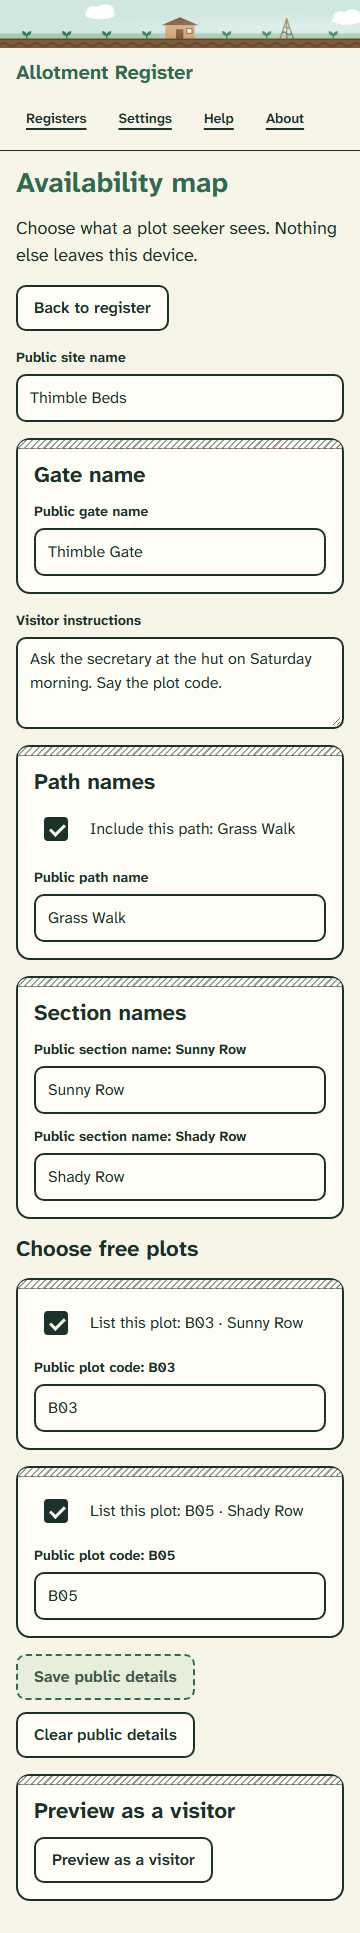 Allotment Register
Registers Settings Help About
Availability map
Choose what a plot seeker sees. Nothing
else leaves this device.
Back to register
Public site name
Thimble Beds
Gate name
Public gate name
Thimble Gate
Visitor instructions
Ask the secretary at the hut on Saturday
morning. Say the plot code.
Path names
Include this path: Grass Walk
Public path name
Grass Walk
Section names
Public section name: Sunny Row
Sunny Row
Public section name: Shady Row
Shady Row
Choose free plots
List this plot: B03 · Sunny Row
Public plot code: B03
B03
List this plot: B05 · Shady Row
Public plot code: B05
B05
Save public details
Clear public details
Preview as a visitor
Preview as a visitor